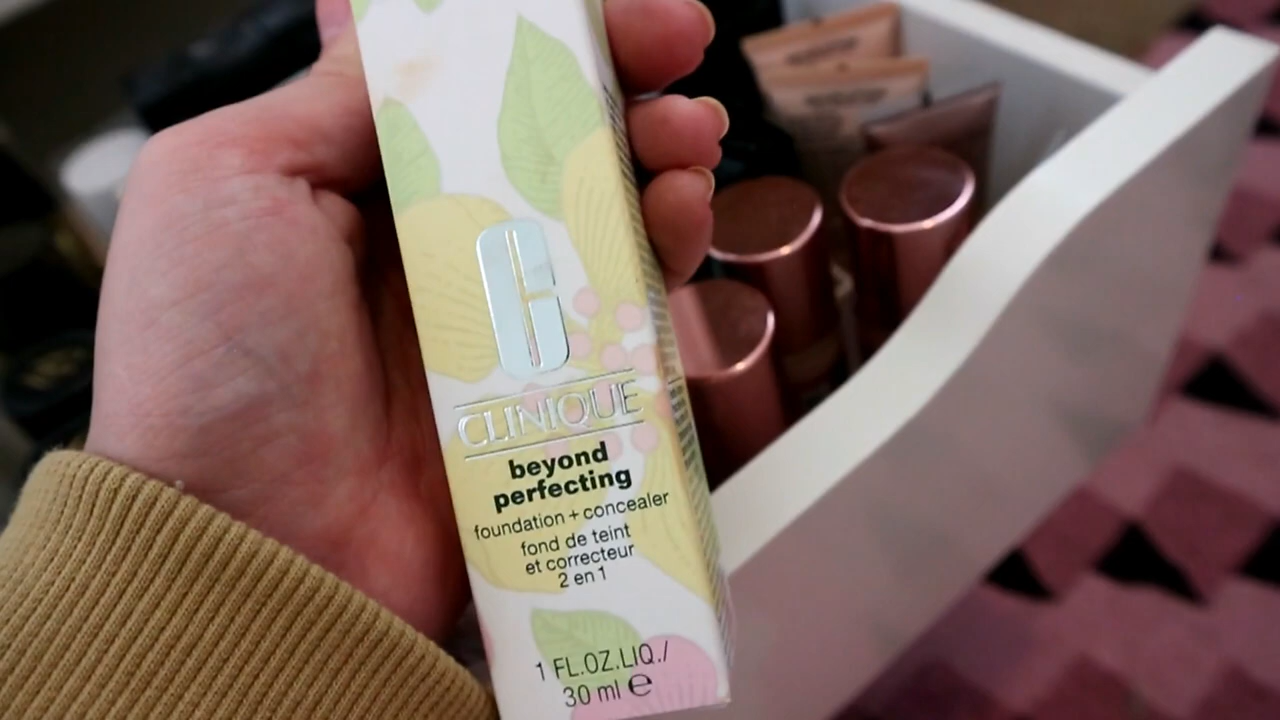 CLINIQUE
beyond
perfecting
foundation + concealer
fond de teint
et correcteur
2 en 1
1 FL.OZ.LIQ./
30 ml e